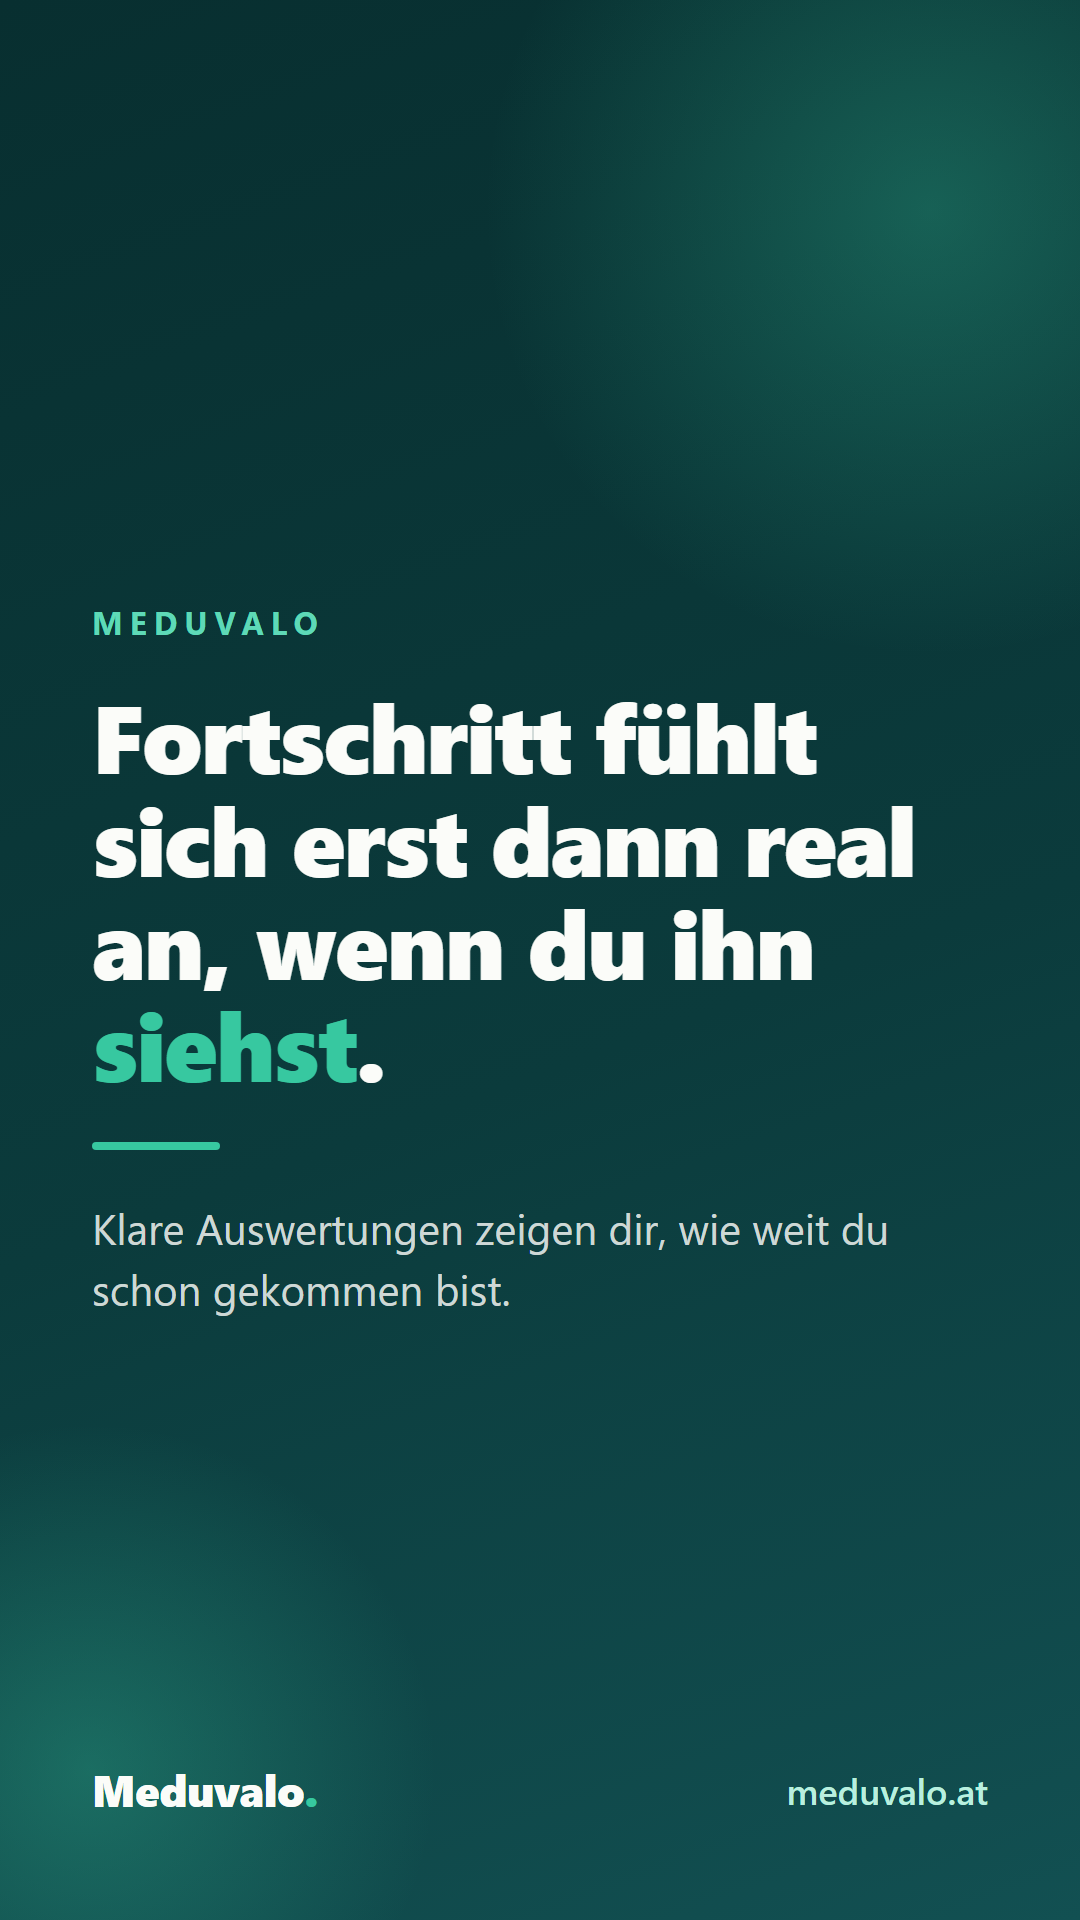 MEDUVALO
Fortschritt fühlt
sich erst dann real
an, wenn du ihn
siehst.
Klare Auswertungen zeigen dir, wie weit du
schon gekommen bist.
Meduvalo.
meduvalo.at